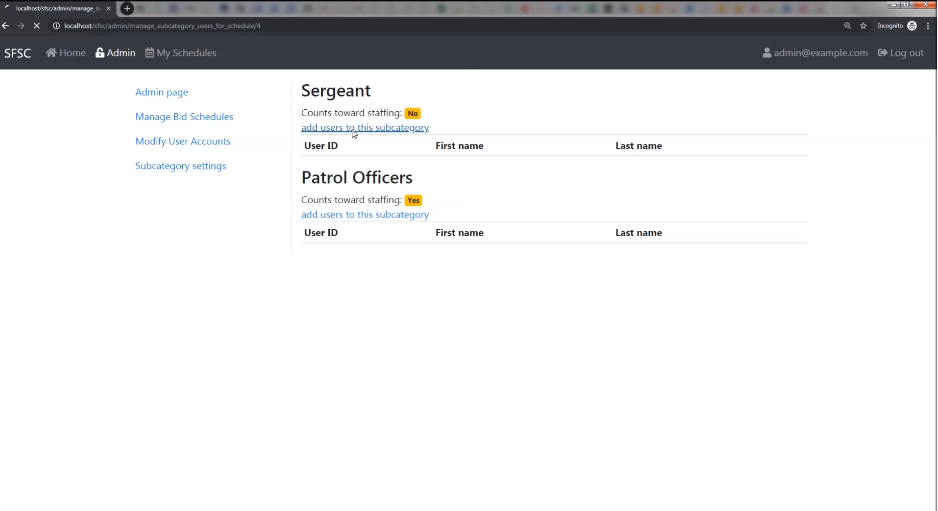 localhost/sfsc/admin/manage_su
localhost/sfsc/admin/manage_subcategory_users_for_schedule/4
Incognito
SFSC
Home
Admin
My Schedules
admin@example.com
Log out
Admin page
Manage Bid Schedules
Modify User Accounts
Subcategory settings
Sergeant
Counts toward staffing: No
add users to this subcategory
User ID First name Last name
Patrol Officers
Counts toward staffing: Yes
add users to this subcategory
User ID First name Last name